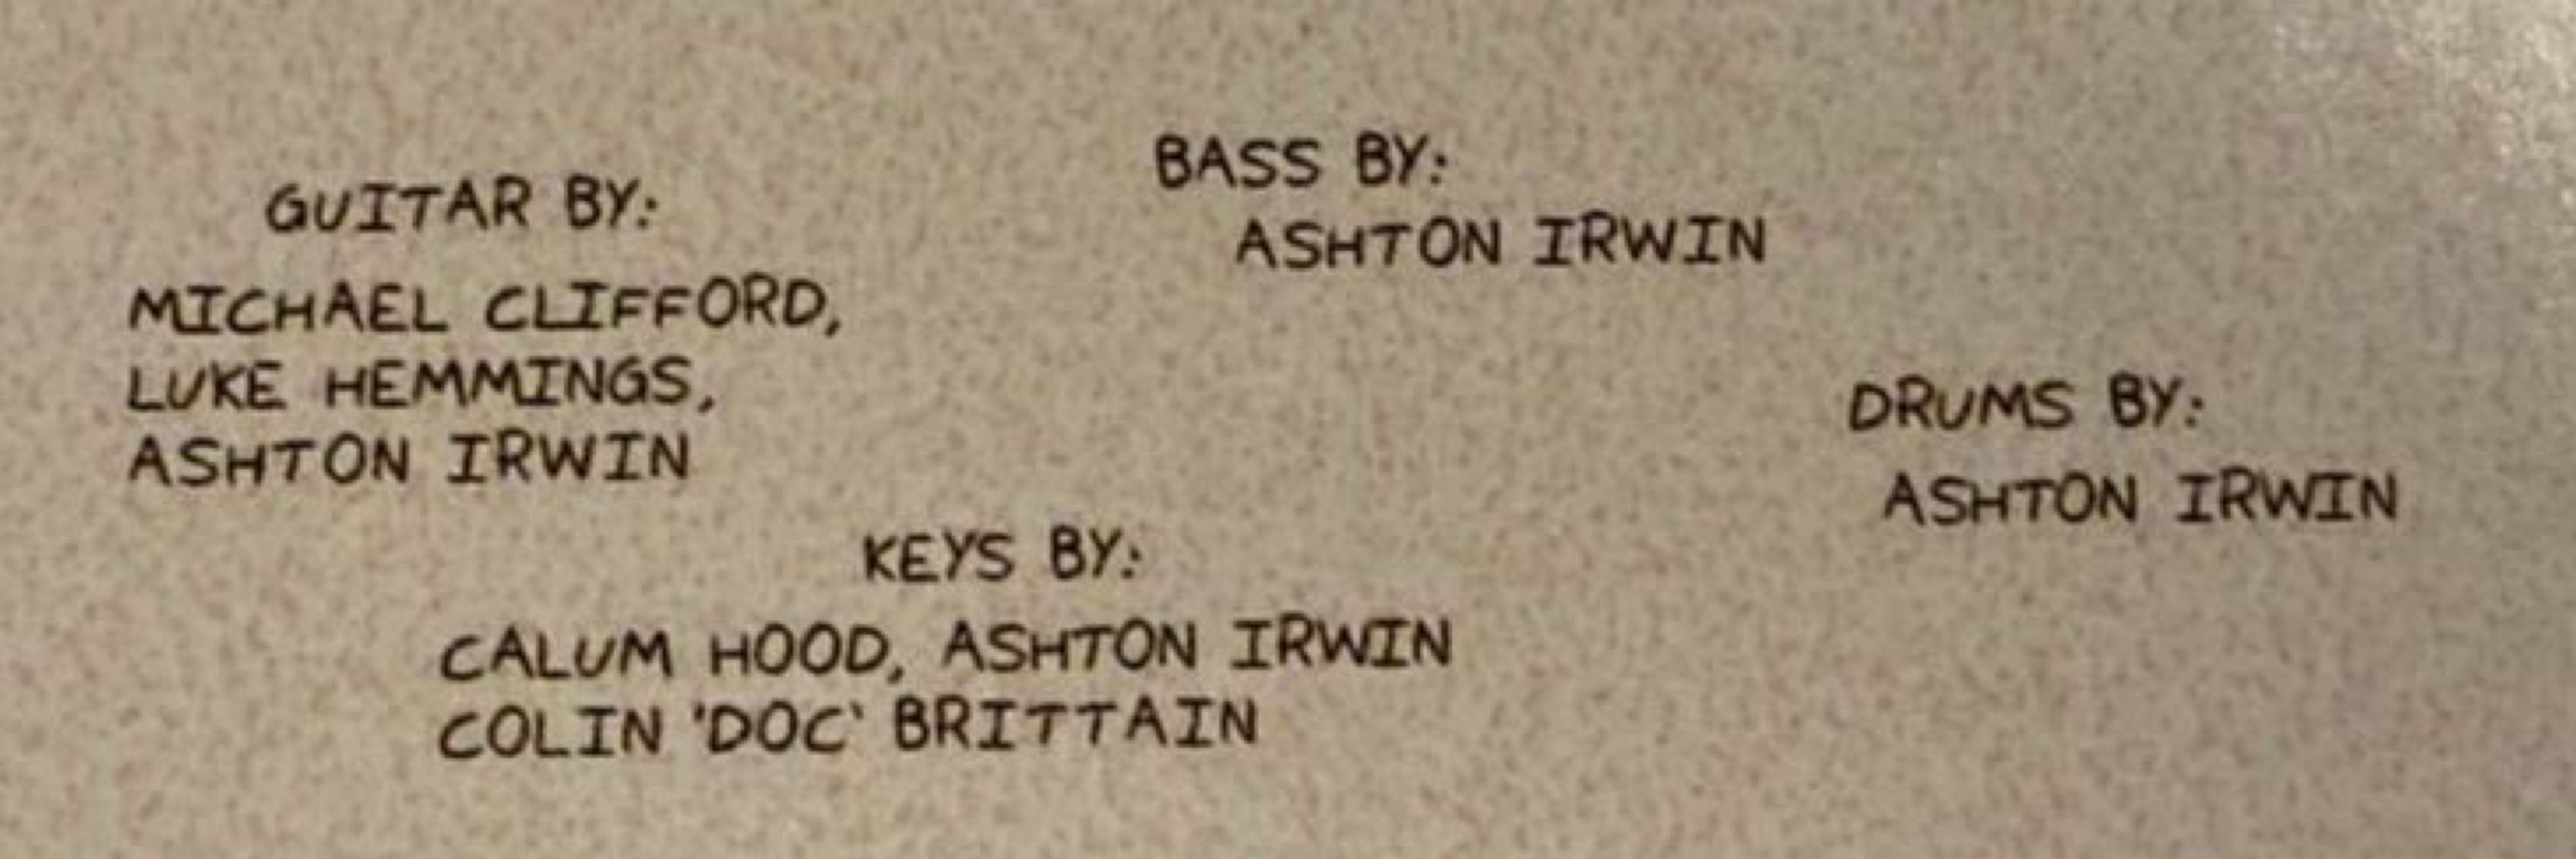 GUITAR BY:
MICHAEL CLIFFORD,
LUKE HEMMINGS,
ASHTON IRWIN
BASS BY:
ASHTON IRWIN
DRUMS BY:
ASHTON IRWIN
KEYS BY:
CALUM HOOD, ASHTON IRWIN
COLIN 'DOC' BRITTAIN